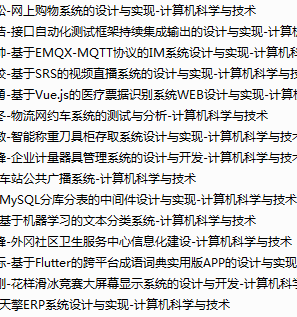 -网上购物系统的设计与实现-计算机科学与技术
-接口自动化测试框架持续集成输出的设计与实现-计算机
-基于EMQX-MQTT协议的IM系统设计与实现-计算机科学
-基于SRS的视频直播系统的设计与实现-计算机科学与技
-基于Vue.js的医疗票据识别系统WEB设计与实现-计算机
-物流网约车系统的测试与分析-计算机科学与技术
-智能称重刀具柜存取系统设计与实现-计算机科学与技术
-企业计量器具管理系统的设计与开发-计算机科学与技术
车站公共广播系统-计算机科学与技术
MySQL分库分表的中间件设计与实现-计算机科学与技术
基于机器学习的文本分类系统-计算机科学与技术
-外冈社区卫生服务中心信息化建设-计算机科学与技术
-基于Flutter的跨平台成语词典实用版APP的设计与实现
-花样滑冰竞赛大屏幕显示系统的设计与开发-计算机科学
天擎ERP系统设计与实现-计算机科学与技术